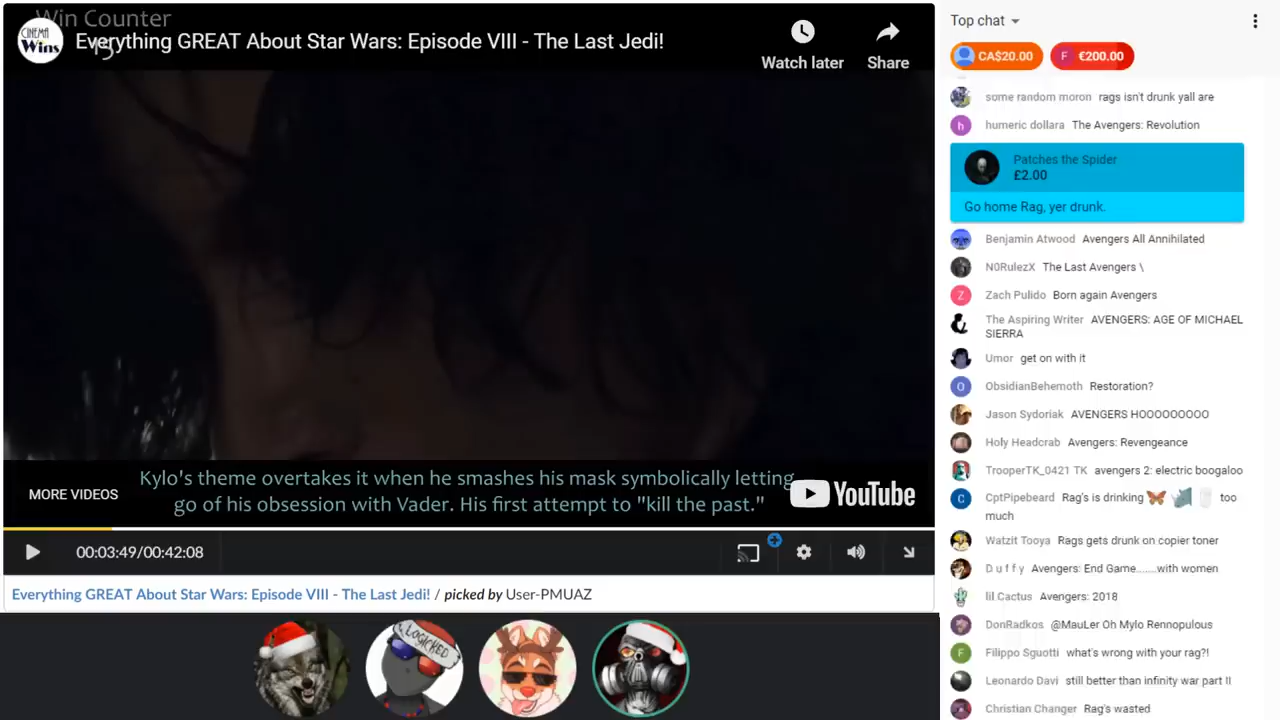 Win Counter
15
CINEMA
Wins
Everything GREAT About Star Wars: Episode VIII - The Last Jedi!
Watch later
Share
Kylo's theme overtakes it when he smashes his mask symbolically letting
go of his obsession with Vader. His first attempt to "kill the past."
MORE VIDEOS
YouTube
00:03:49/00:42:08
Everything GREAT About Star Wars: Episode VIII - The Last Jedi! / picked by User-PMUAZ
LOGICKED
Top chat
CA$20.00
F €200.00
some random moron rags isn't drunk yall are
h humeric dollara The Avengers: Revolution
Patches the Spider
£2.00
Go home Rag, yer drunk.
Benjamin Atwood Avengers All Annihilated
N0RulezX The Last Avengers \
Z Zach Pulido Born again Avengers
The Aspiring Writer AVENGERS: AGE OF MICHAEL
SIERRA
Umor get on with it
O ObsidianBehemoth Restoration?
Jason Sydoriak AVENGERS HOOOOOOOOO
Holy Headcrab Avengers: Revengeance
TrooperTK_0421 TK avengers 2: electric boogaloo
C CptPipebeard Rag's is drinking 🦋 🦏 🥛 too
much
Watzit Tooya Rags gets drunk on copier toner
D u f f y Avengers: End Game.......with women
lil Cactus Avengers: 2018
DonRadkos @MauLer Oh Mylo Rennopulous
F Filippo Sguotti what's wrong with your rag?!
Leonardo Davi still better than infinity war part II
Christian Changer Rag's wasted